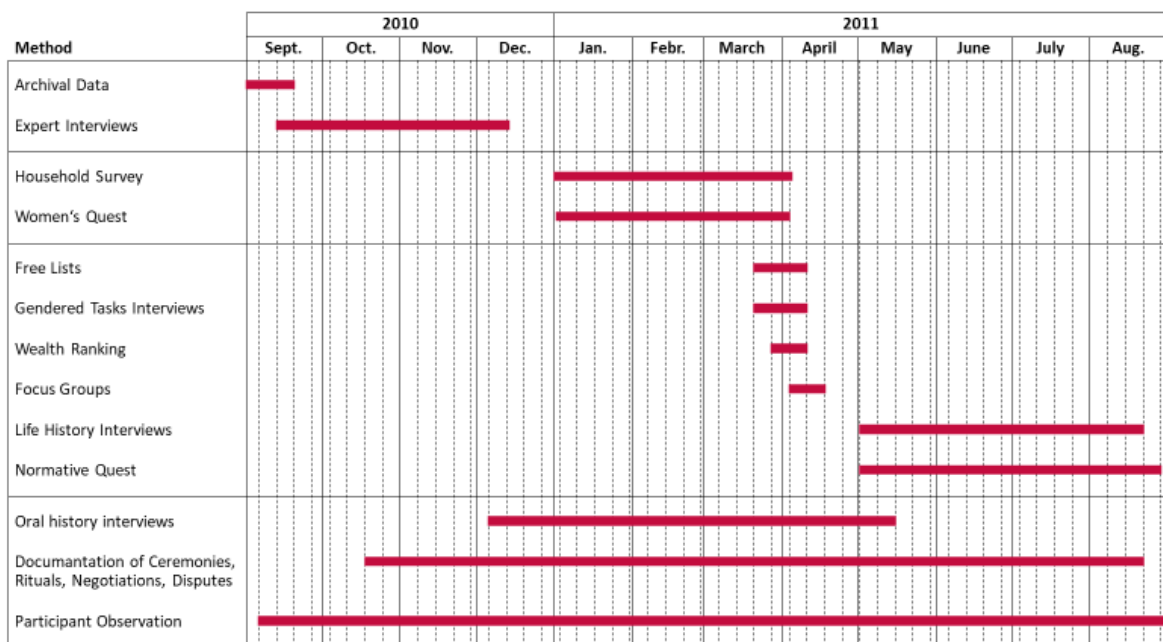 2010 2011
Method Sept. Oct. Nov. Dec. Jan. Febr. March April May June July Aug.
Archival Data
Expert Interviews
Household Survey
Women‘s Quest
Free Lists
Gendered Tasks Interviews
Wealth Ranking
Focus Groups
Life History Interviews
Normative Quest
Oral history interviews
Documantation of Ceremonies,
Rituals, Negotiations, Disputes
Participant Observation